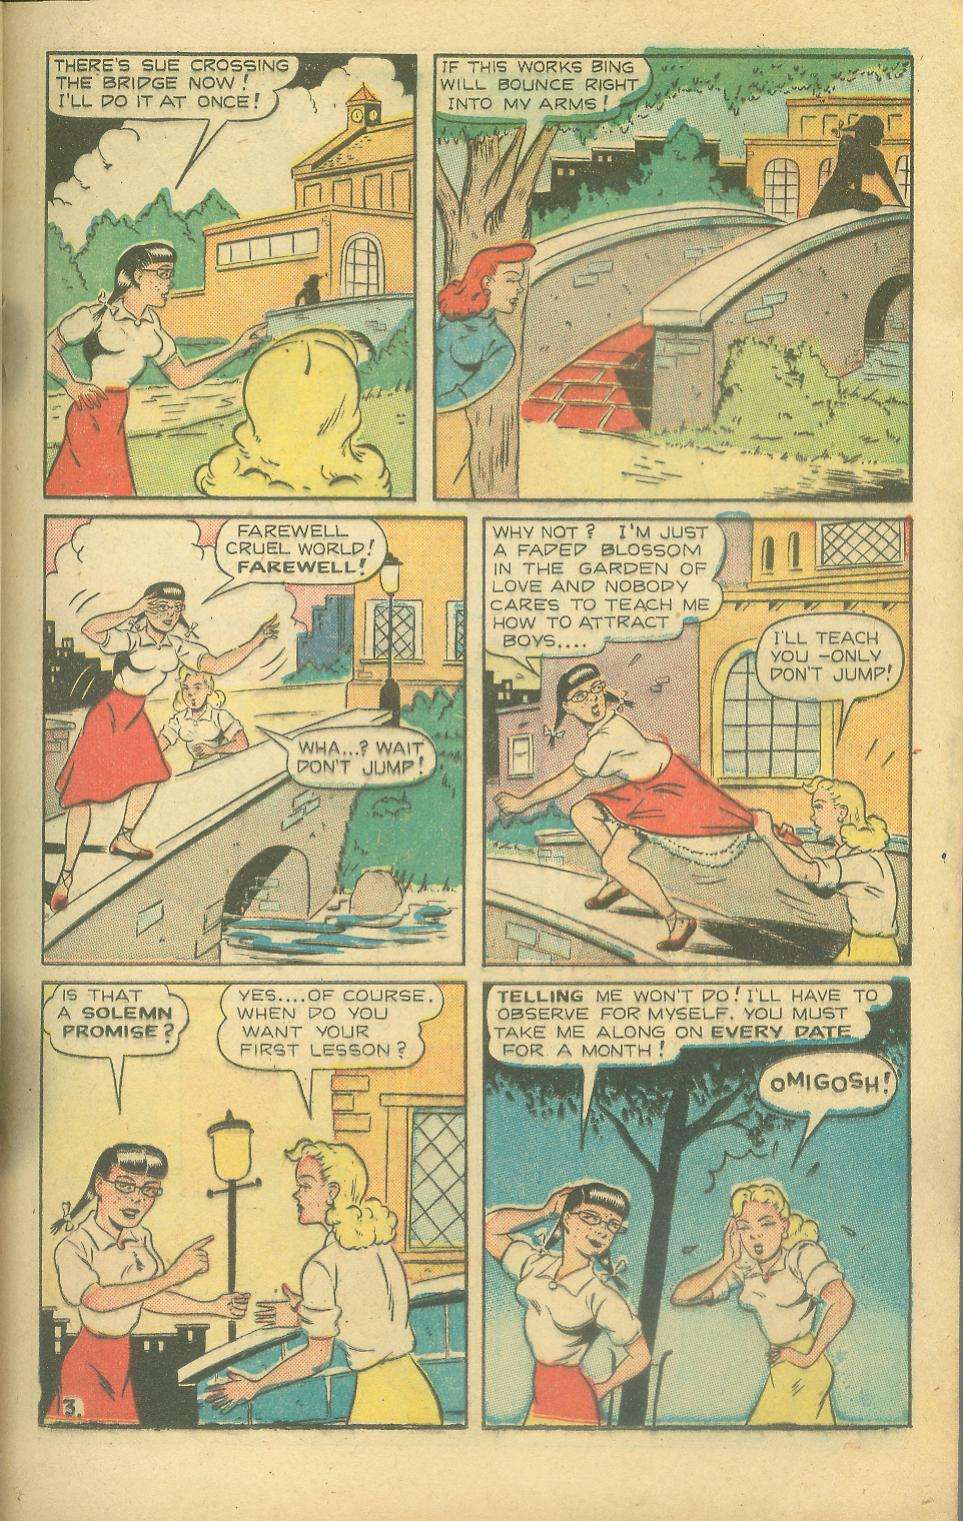 THERE'S SUE CROSSING
THE BRIDGE NOW!
I'LL DO IT AT ONCE!
IF THIS WORKS BING
WILL BOUNCE RIGHT
INTO MY ARMS!
FAREWELL
CRUEL WORLD!
FAREWELL!
WHA...? WAIT
DON'T JUMP!
WHY NOT? I'M JUST
A FADED BLOSSOM
IN THE GARDEN OF
LOVE AND NOBODY
CARES TO TEACH ME
HOW TO ATTRACT
BOYS....
I'LL TEACH
YOU -ONLY
DON'T JUMP!
IS THAT
A SOLEMN
PROMISE?
YES....OF COURSE.
WHEN DO YOU
WANT YOUR
FIRST LESSON?
TELLING ME WON'T DO! I'LL HAVE TO
OBSERVE FOR MYSELF. YOU MUST
TAKE ME ALONG ON EVERY DATE
FOR A MONTH!
OMIGOSH!
3.